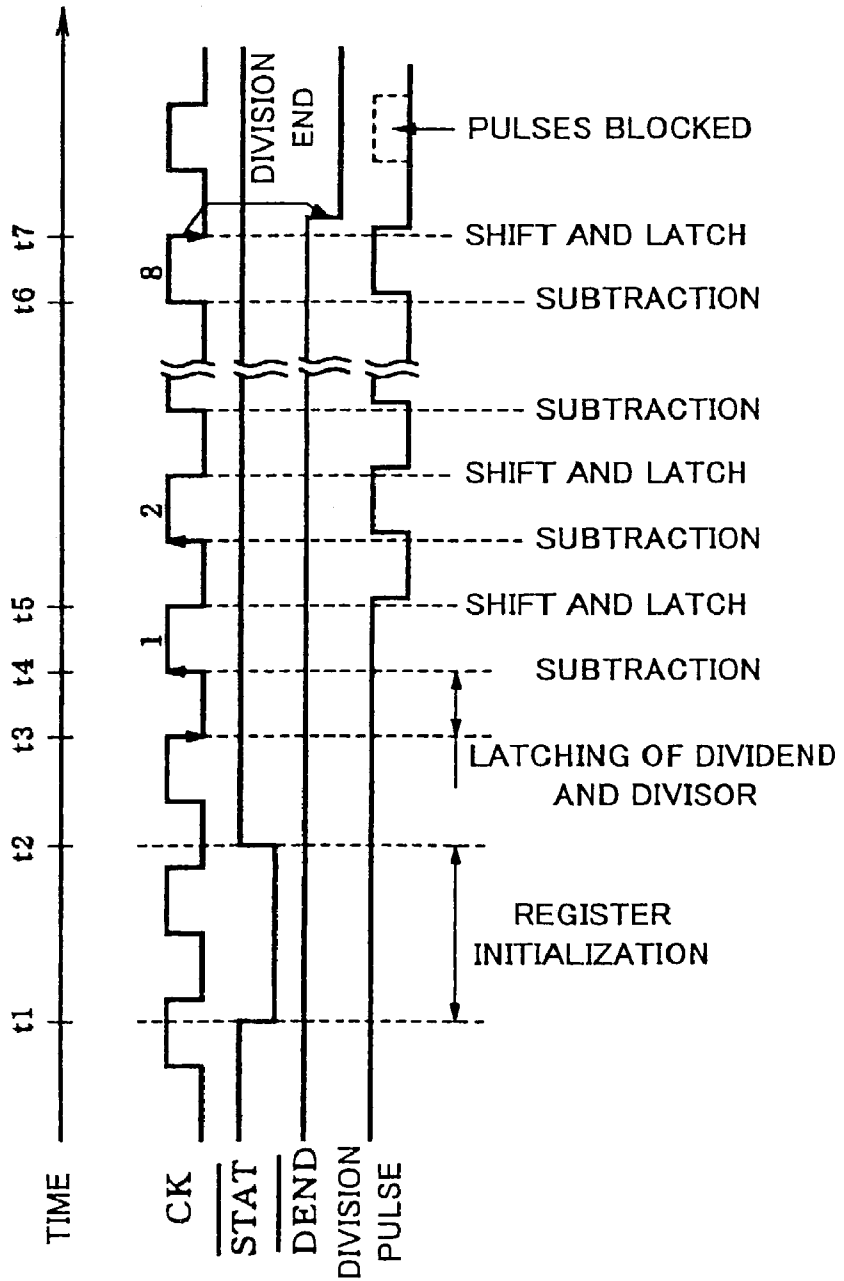 TIME
t1
t2
t3
t4
t5
t6
t7
CK
1
2
8
STAT
DEND
DIVISION
END
DIVISION
PULSE
PULSES BLOCKED
SHIFT AND LATCH
SUBTRACTION
SUBTRACTION
SHIFT AND LATCH
SUBTRACTION
SHIFT AND LATCH
SUBTRACTION
LATCHING OF DIVIDEND
AND DIVISOR
REGISTER
INITIALIZATION